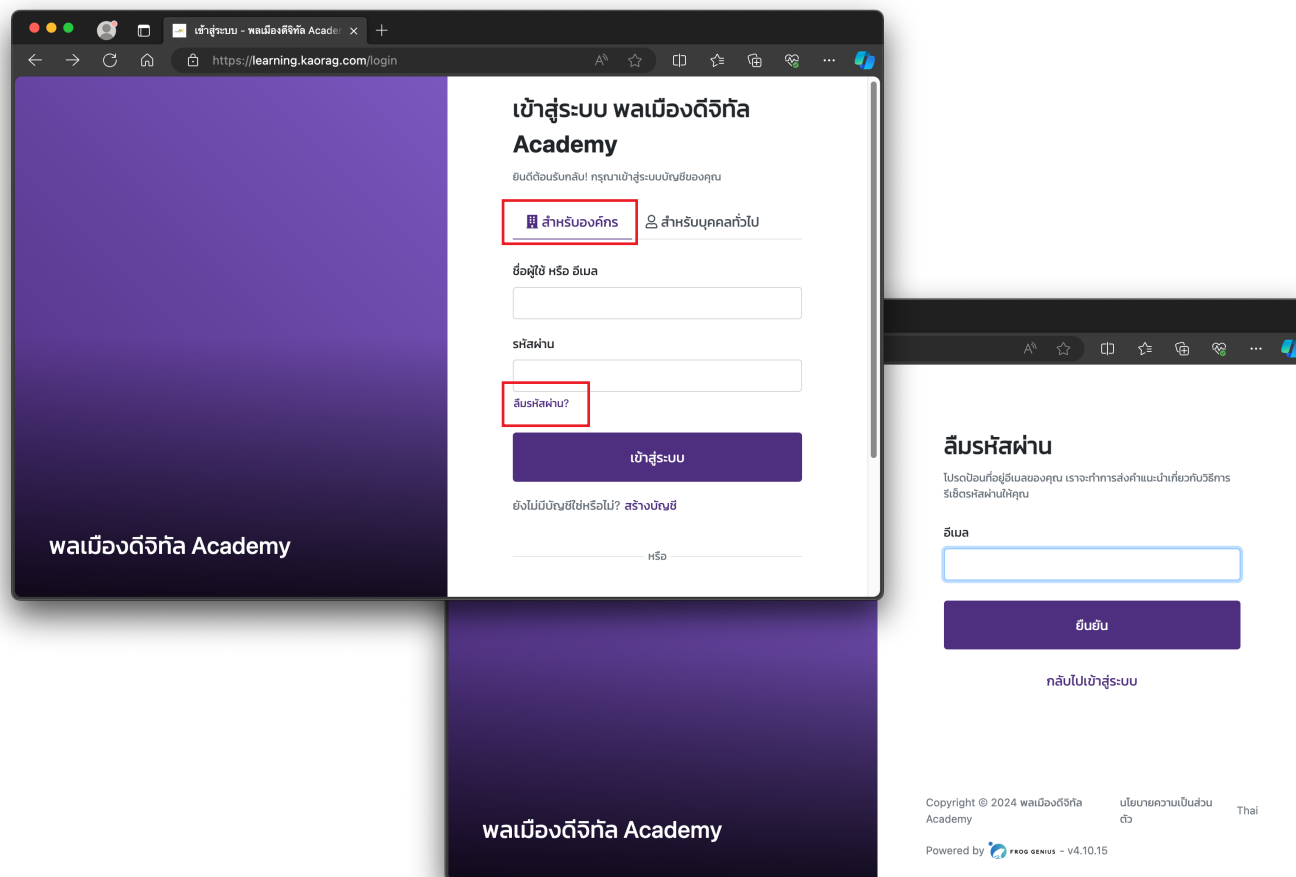 เข้าสู่ระบบ - พลเมืองดีจิทัล Acade
https://learning.kaorag.com/login
เข้าสู่ระบบ พลเมืองดีจิทัล
Academy
ยินดีต้อนรับกลับ! กรุณาเข้าสู่ระบบบัญชีของคุณ
สำหรับองค์กร สำหรับบุคคลทั่วไป
ชื่อผู้ใช้ หรือ อีเมล
รหัสผ่าน
ลืมรหัสผ่าน?
เข้าสู่ระบบ
ยังไม่มีบัญชีใช่หรือไม่? สร้างบัญชี
หรือ
พลเมืองดีจิทัล Academy
ลืมรหัสผ่าน
โปรดป้อนที่อยู่อีเมลของคุณ เราจะทำการส่งคำแนะนำเกี่ยวกับวิธีการ
รีเซ็ตรหัสผ่านให้คุณ
อีเมล
ยืนยัน
กลับไปเข้าสู่ระบบ
Copyright © 2024 พลเมืองดีจิทัล
Academy
นโยบายความเป็นส่วน
ตัว
Thai
Powered by FROG GENIUS - v4.10.15
พลเมืองดีจิทัล Academy